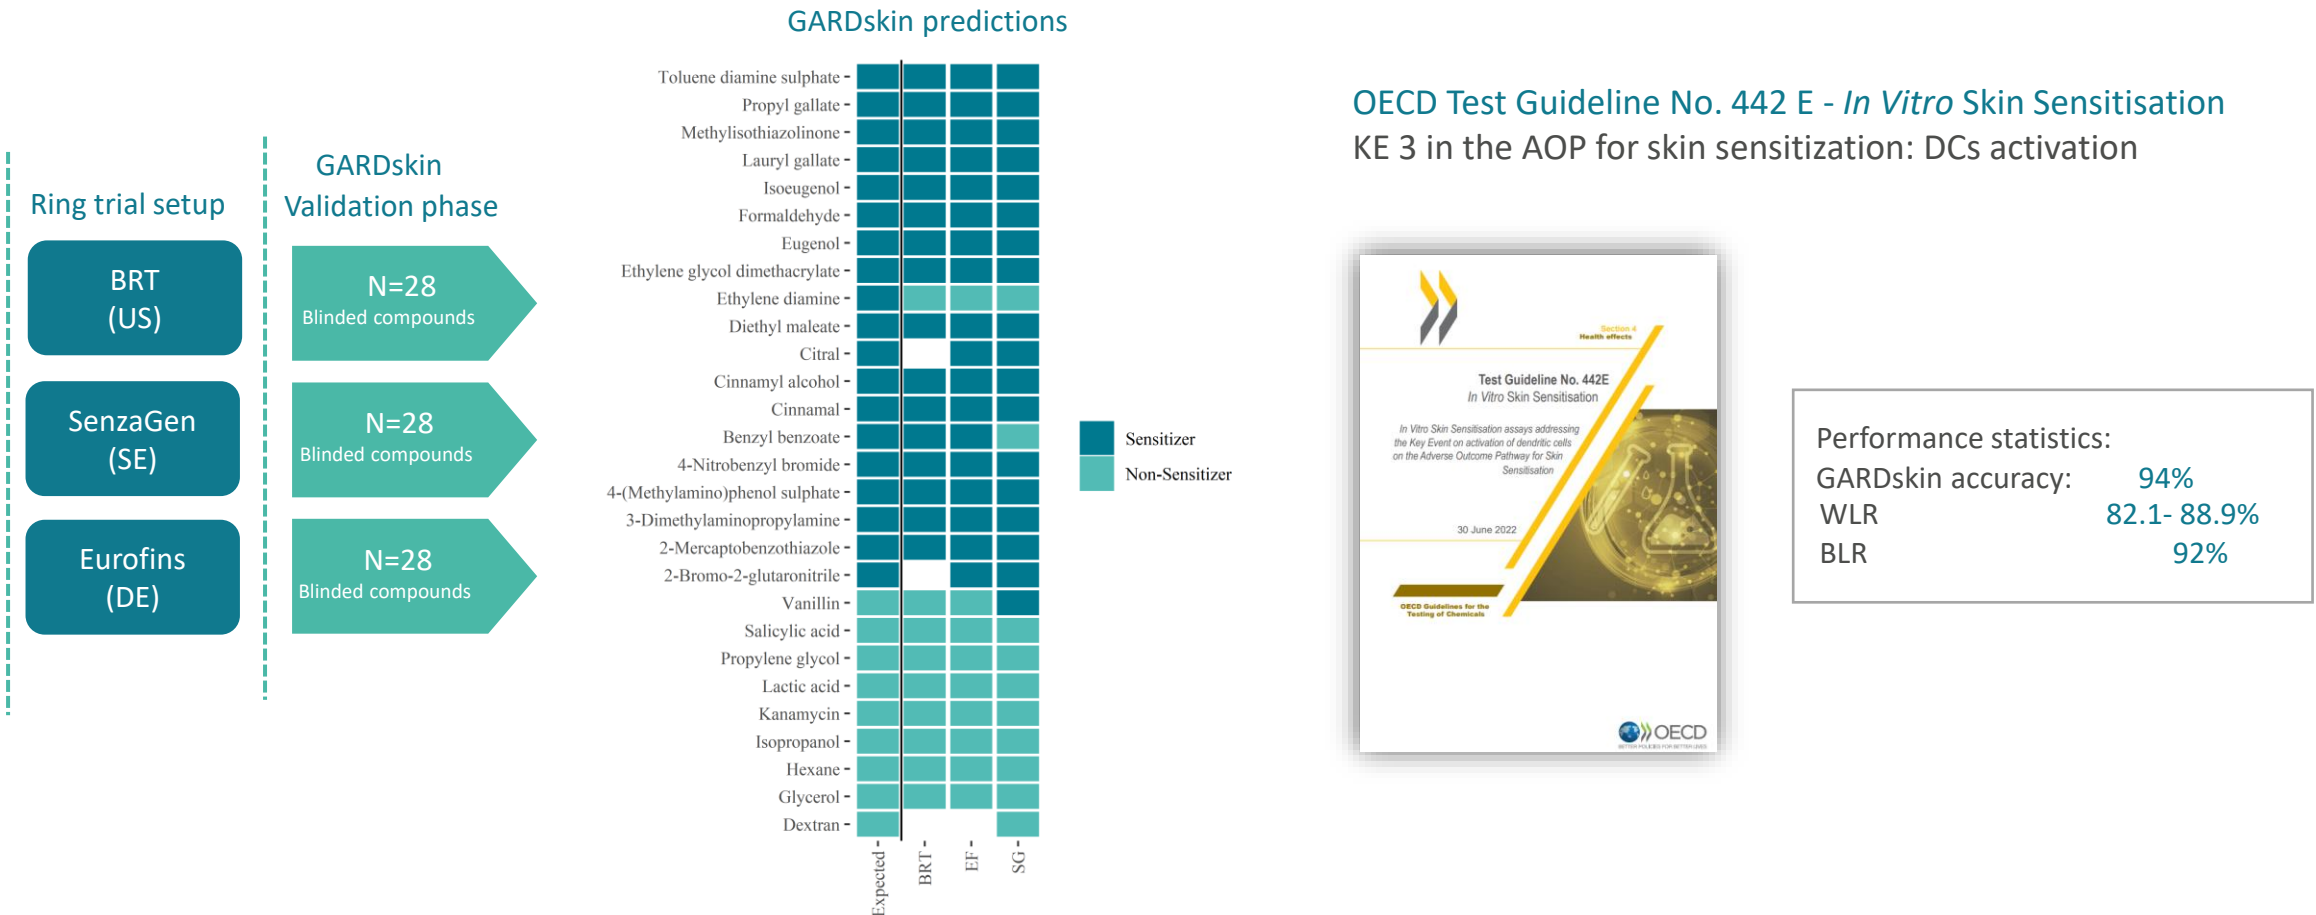 GARDskin predictions
Ring trial setup
BRT
(US)
SenzaGen
(SE)
Eurofins
(DE)
GARDskin
Validation phase
N=28
Blinded compounds
N=28
Blinded compounds
N=28
Blinded compounds
Toluene diamine sulphate
Propyl gallate
Methylisothiazolinone
Lauryl gallate
Isoeugenol
Formaldehyde
Eugenol
Ethylene glycol dimethacrylate
Ethylene diamine
Diethyl maleate
Citral
Cinnamyl alcohol
Cinnamal
Benzyl benzoate
4-Nitrobenzyl bromide
4-(Methylamino)phenol sulphate
3-Dimethylaminopropylamine
2-Mercaptobenzothiazole
2-Bromo-2-glutaronitrile
Vanillin
Salicylic acid
Propylene glycol
Lactic acid
Kanamycin
Isopropanol
Hexane
Glycerol
Dextran
Expected
BRT
EF
SG
Sensitizer
Non-Sensitizer
OECD Test Guideline No. 442 E - In Vitro Skin Sensitisation
KE 3 in the AOP for skin sensitization: DCs activation
Section 4
Health effects
Test Guideline No. 442E
In Vitro Skin Sensitisation
In Vitro Skin Sensitisation assays addressing
the Key Event on activation of dendritic cells
on the Adverse Outcome Pathway for Skin
Sensitisation
30 June 2022
OECD Guidelines for the
Testing of Chemicals
OECD
BETTER POLICIES FOR BETTER LIVES
Performance statistics:
GARDskin accuracy: 94%
WLR 82.1- 88.9%
BLR 92%